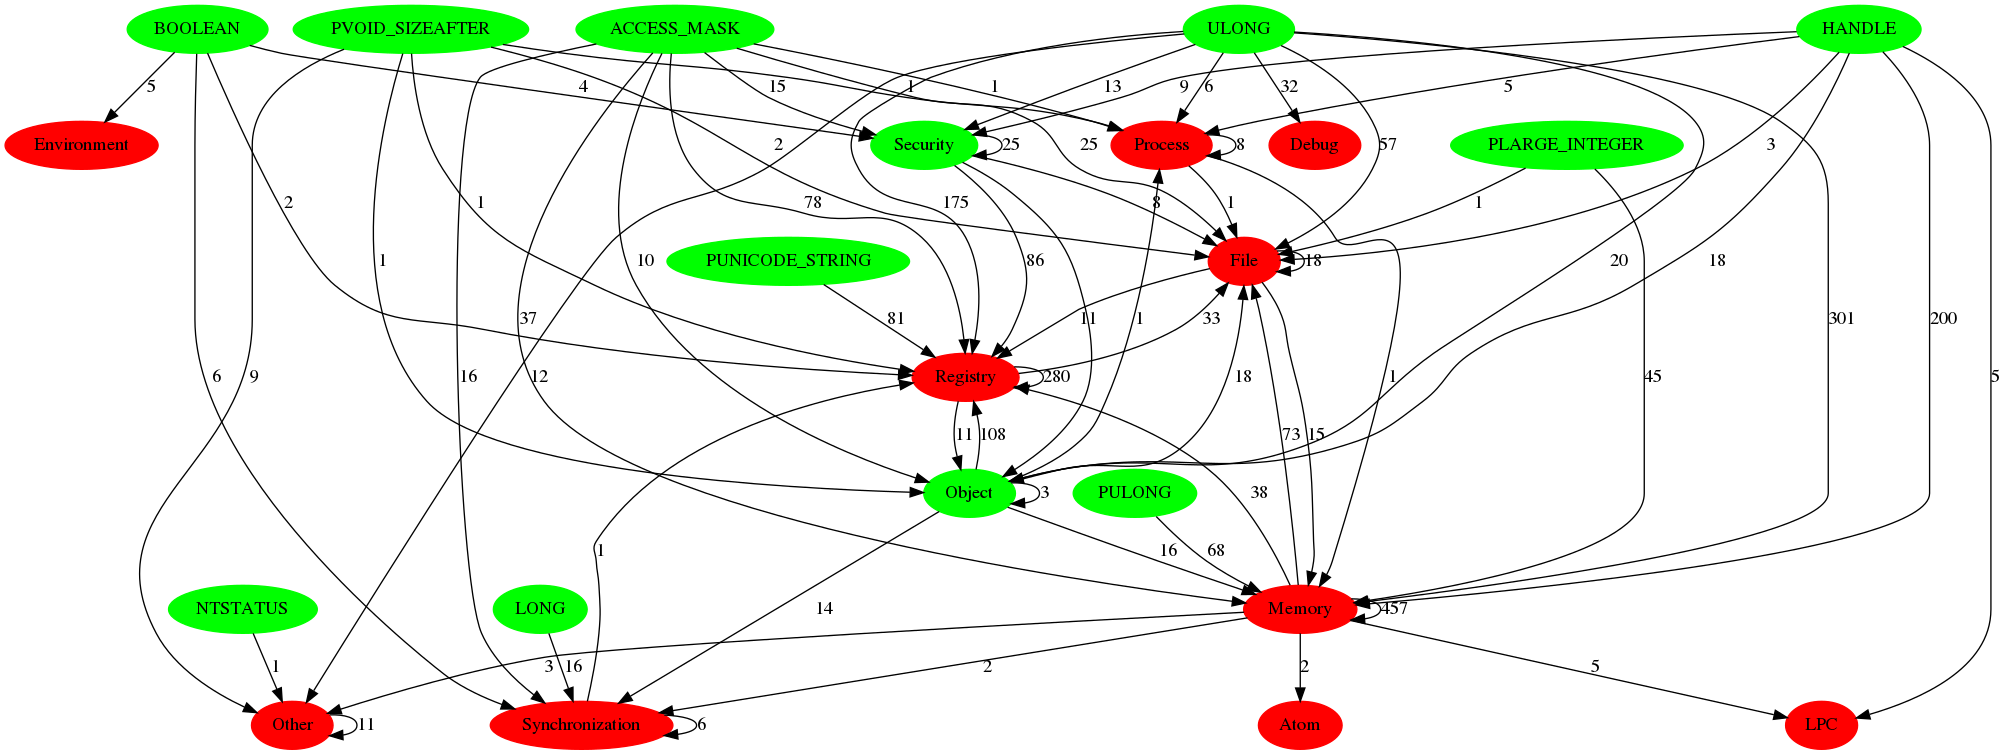 BOOLEAN PVOID_SIZEAFTER ACCESS_MASK ULONG HANDLE
5 4 15 1 1 13 9 6 32 5
Environment Security Process Debug PLARGE_INTEGER
25 8
2 25 57 3
2 1 78 175 8 1 1
PUNICODE_STRING File
1 10 86 18 20 18
37 81 11 33 301 200
Registry
6 9 16 12 280 18 1 45 5
11 108 73 15
Object PULONG
3 38
1 16 68
NTSTATUS LONG Memory
14 457
1 3 16 2 2 5
Other Synchronization Atom LPC
11 6